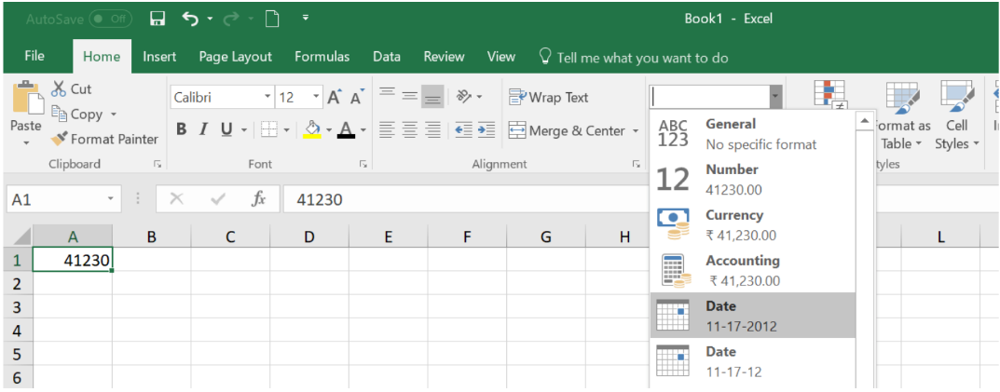 AutoSave Off Book1 - Excel
File Home Insert Page Layout Formulas Data Review View Tell me what you want to do
Cut
Copy
Format Painter
Paste
Clipboard
Calibri 12 A A
B I U A
Font
Wrap Text
Merge & Center
Alignment
ABC
123
General
No specific format
12
Number
41230.00
Currency
₹ 41,230.00
Accounting
₹ 41,230.00
Date
11-17-2012
Date
11-17-12
ormat as
Table
Cell
Styles
tyles
A1 fx 41230
A B C D E F G H L
1 41230
2
3
4
5
6